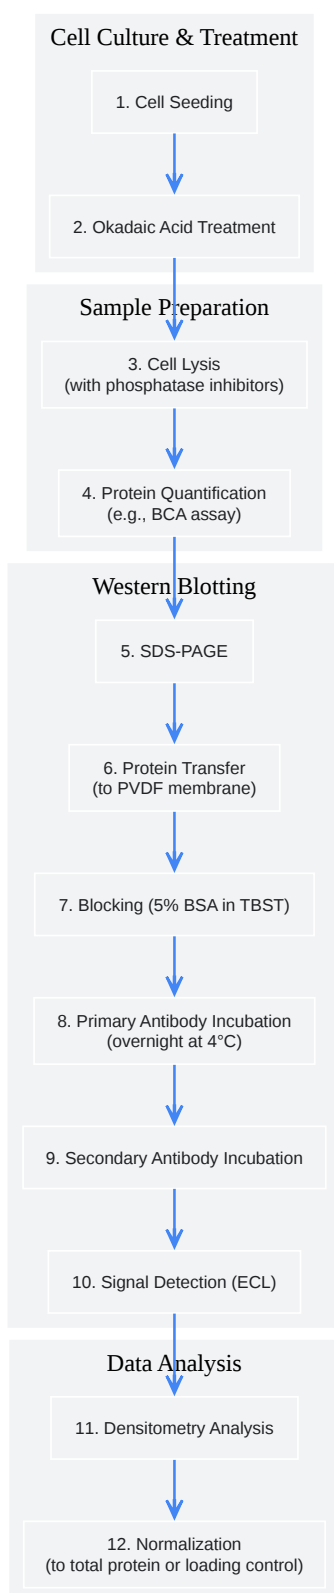 Cell Culture & Treatment
1. Cell Seeding
2. Okadaic Acid Treatment
Sample Preparation
3. Cell Lysis
(with phosphatase inhibitors)
4. Protein Quantification
(e.g., BCA assay)
Western Blotting
5. SDS-PAGE
6. Protein Transfer
(to PVDF membrane)
7. Blocking (5% BSA in TBST)
8. Primary Antibody Incubation
(overnight at 4°C)
9. Secondary Antibody Incubation
10. Signal Detection (ECL)
Data Analysis
11. Densitometry Analysis
12. Normalization
(to total protein or loading control)